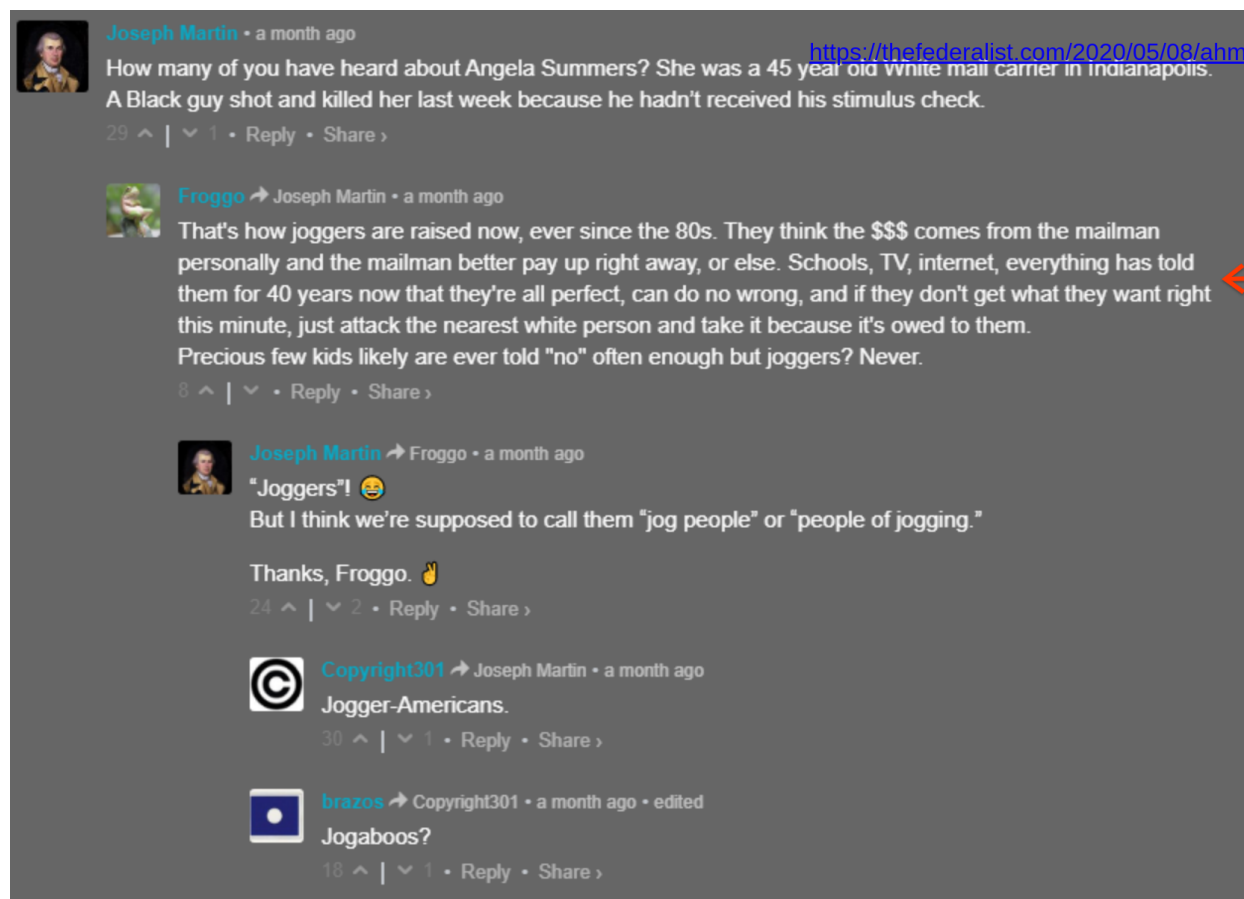 Joseph Martin • a month ago
https://thefederalist.com/2020/05/08/ahm
How many of you have heard about Angela Summers? She was a 45 year old White mail carrier in Indianapolis.
A Black guy shot and killed her last week because he hadn't received his stimulus check.
29 | 1 • Reply • Share ›
Froggo Joseph Martin • a month ago
That's how joggers are raised now, ever since the 80s. They think the $$$ comes from the mailman
personally and the mailman better pay up right away, or else. Schools, TV, internet, everything has told
them for 40 years now that they're all perfect, can do no wrong, and if they don't get what they want right
this minute, just attack the nearest white person and take it because it's owed to them.
Precious few kids likely are ever told "no" often enough but joggers? Never.
8 | • Reply • Share ›
Joseph Martin Froggo • a month ago
“Joggers”! 😂
But I think we’re supposed to call them “jog people” or “people of jogging.”
Thanks, Froggo. ✌
24 | 2 • Reply • Share ›
Copyright301 Joseph Martin • a month ago
Jogger-Americans.
30 | 1 • Reply • Share ›
brazos Copyright301 • a month ago • edited
Jogaboos?
18 | 1 • Reply • Share ›